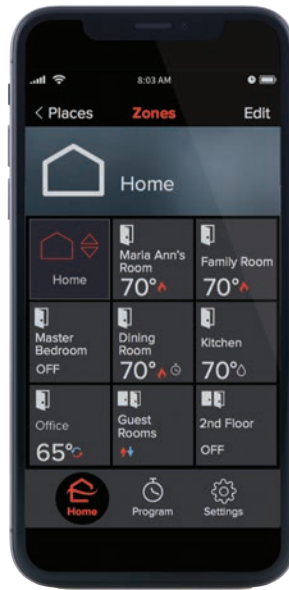 8:03 AM
< Places Zones Edit
Home
Home
Maria Ann's
Room
70°
Family Room
70°
Master
Bedroom
OFF
Dining
Room
70°
Kitchen
70°
Office
65°
Guest
Rooms
2nd Floor
OFF
Home Program Settings